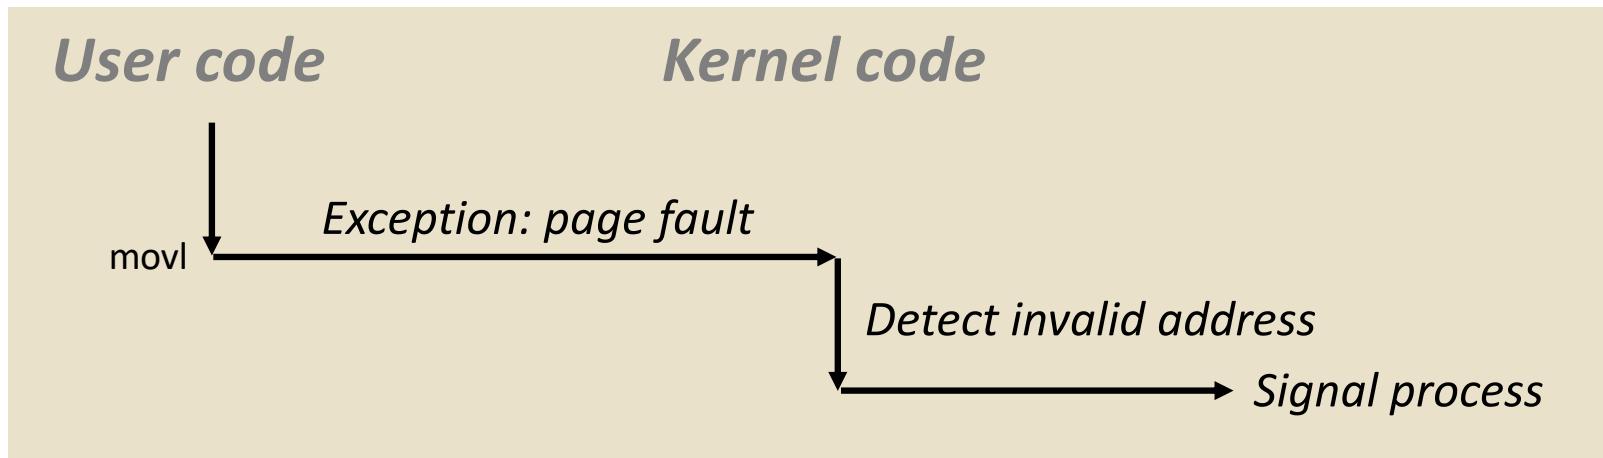 User code
Kernel code
Exception: page fault
movl
Detect invalid address
Signal process